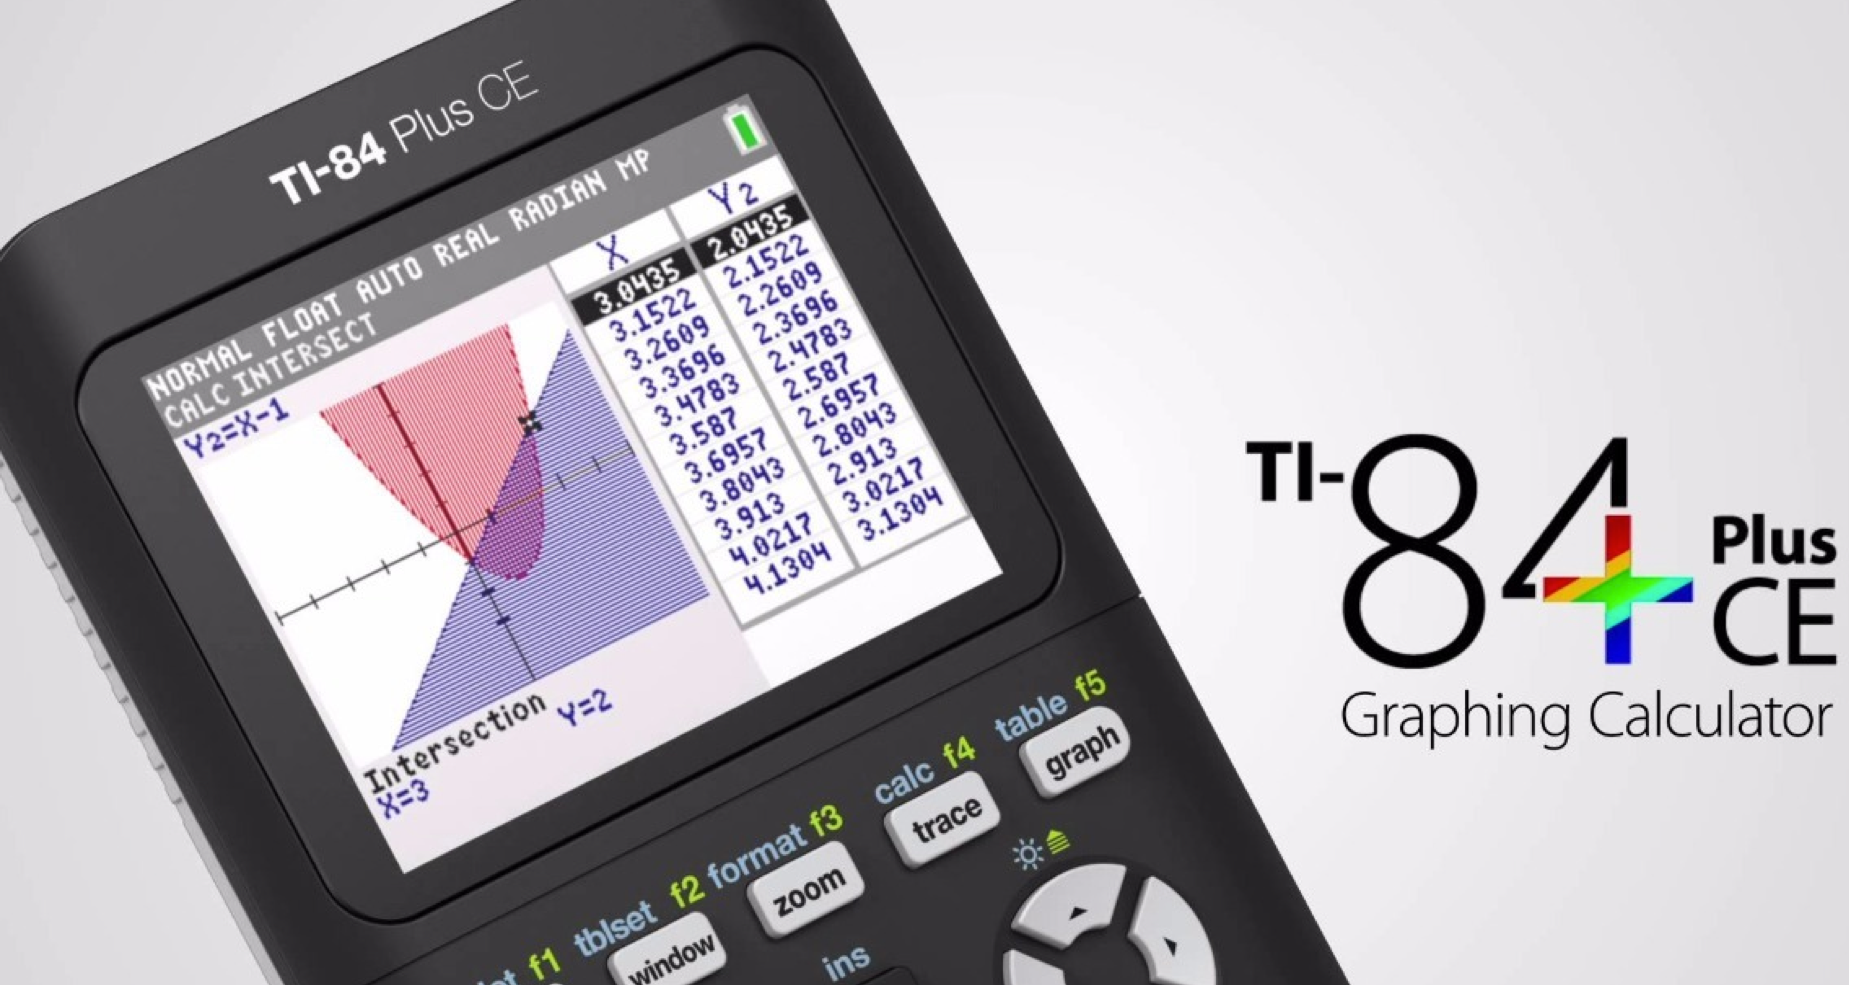 TI-84 Plus CE
NORMAL FLOAT AUTO REAL RADIAN MP
CALC INTERSECT
Y2=X-1
X Y2
3.0435 2.0435
3.1522 2.1522
3.2609 2.2609
3.3696 2.3696
3.4783 2.4783
3.587 2.587
3.6957 2.6957
3.8043 2.8043
3.913 2.913
4.0217 3.0217
4.1304 3.1304
Intersection
X=3 Y=2
f1 tblset f2 format f3 calc f4 table f5
window zoom trace graph
ins
TI-84 Plus CE
Graphing Calculator